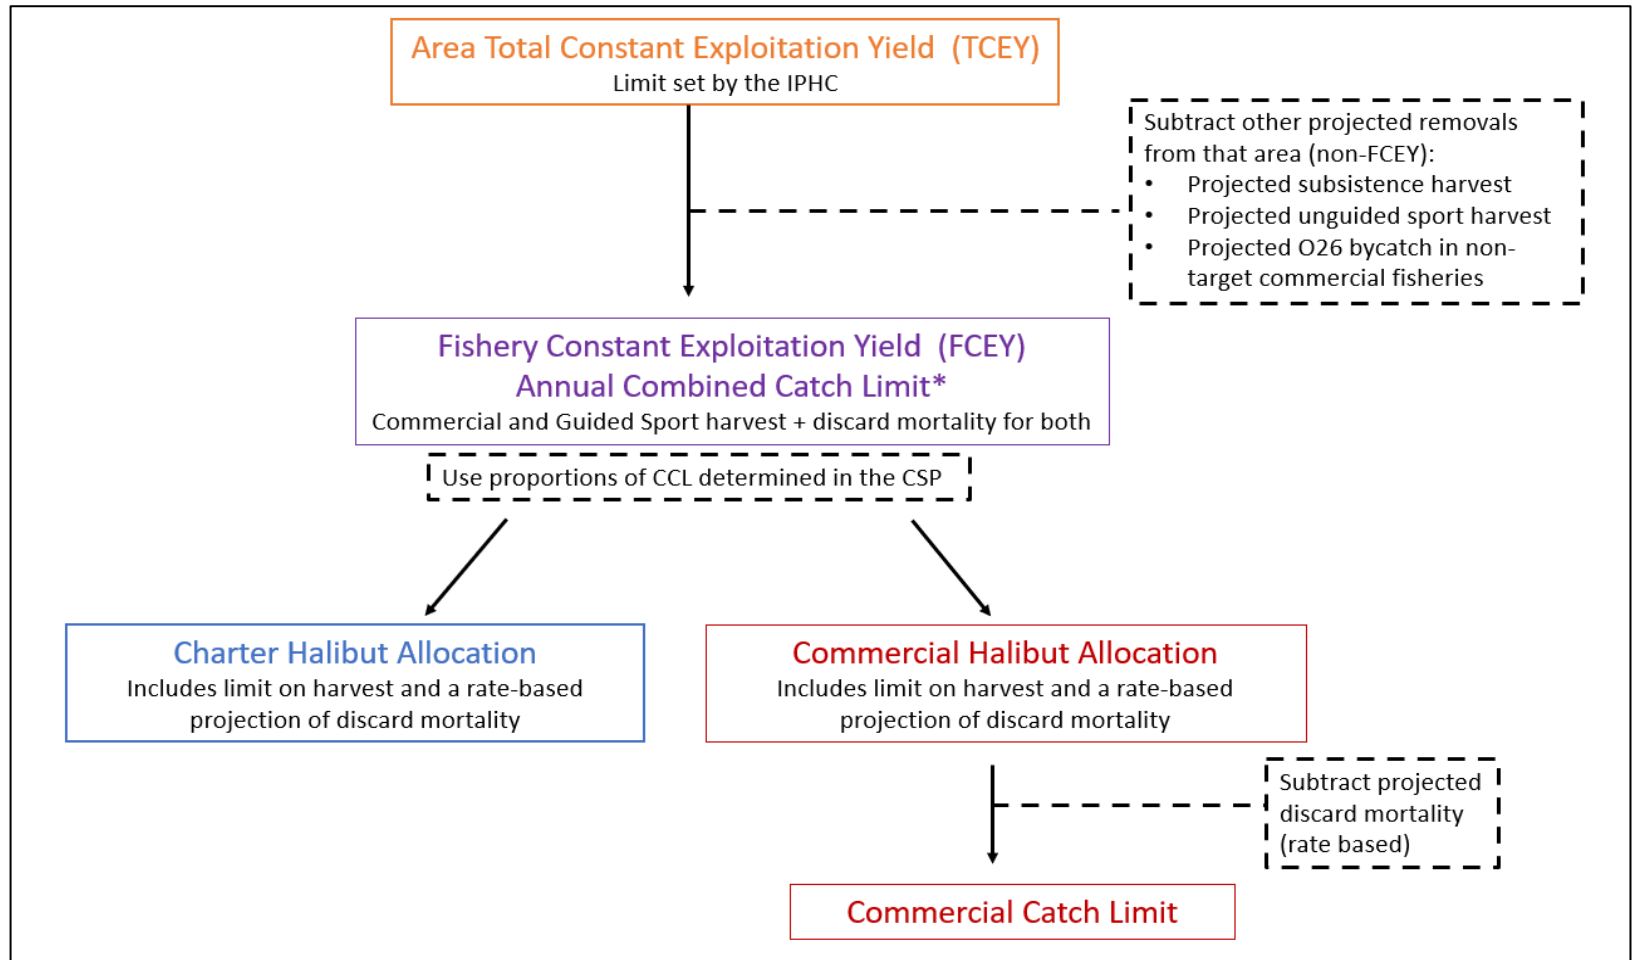 Area Total Constant Exploitation Yield (TCEY)
Limit set by the IPHC
Subtract other projected removals
from that area (non-FCEY):
• Projected subsistence harvest
• Projected unguided sport harvest
• Projected O26 bycatch in non-
target commercial fisheries
Fishery Constant Exploitation Yield (FCEY)
Annual Combined Catch Limit*
Commercial and Guided Sport harvest + discard mortality for both
Use proportions of CCL determined in the CSP
Charter Halibut Allocation
Includes limit on harvest and a rate-based
projection of discard mortality
Commercial Halibut Allocation
Includes limit on harvest and a rate-based
projection of discard mortality
Subtract projected
discard mortality
(rate based)
Commercial Catch Limit